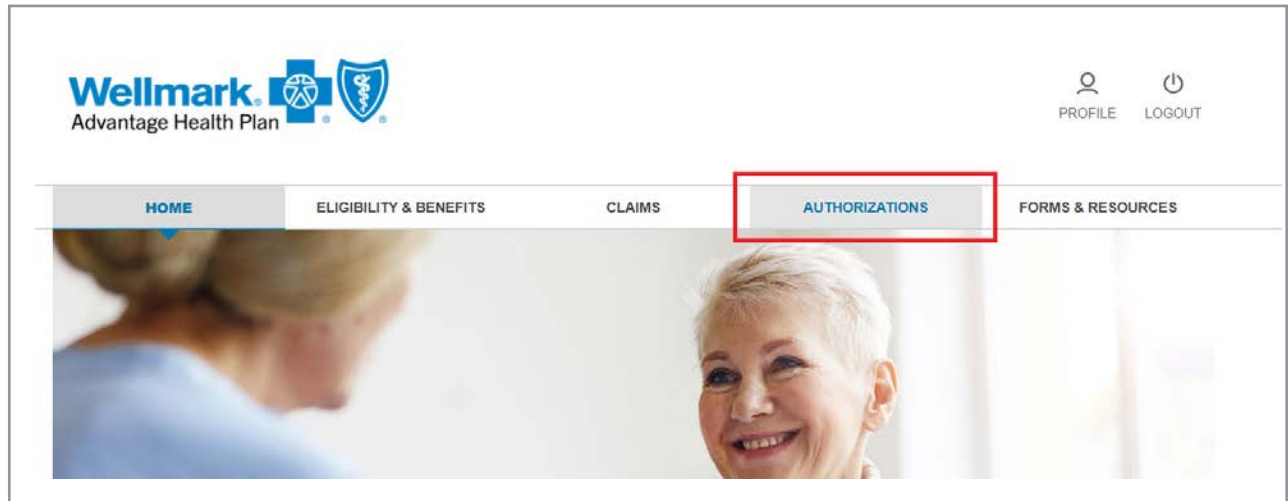 Wellmark.
Advantage Health Plan
PROFILE LOGOUT
HOME ELIGIBILITY & BENEFITS CLAIMS AUTHORIZATIONS FORMS & RESOURCES